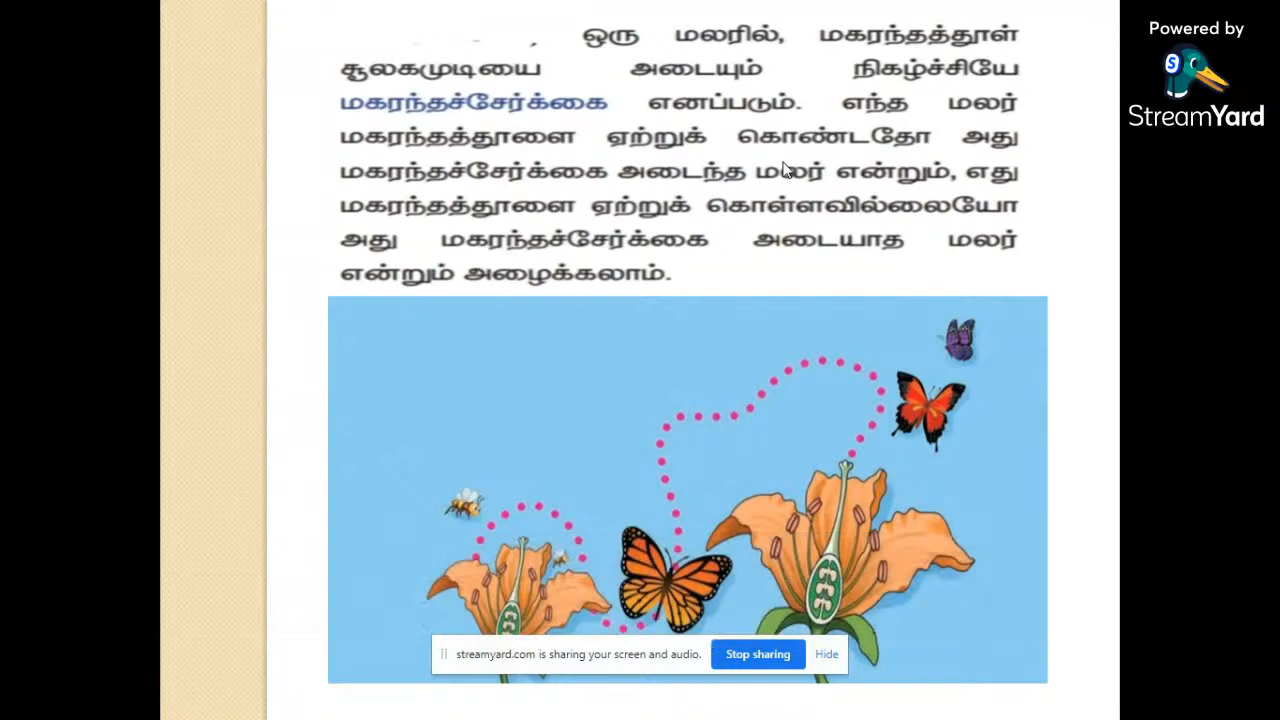 ஒரு மலரில், மகரந்தத்தூள்
சூலகமுடியை அடையும் நிகழ்ச்சியே
மகரந்தச்சேர்க்கை எனப்படும். எந்த மலர்
மகரந்தத்தூளை ஏற்றுக் கொண்டதோ அது
மகரந்தச்சேர்க்கை அடைந்த மலர் என்றும், எது
மகரந்தத்தூளை ஏற்றுக் கொள்ளவில்லையோ
அது மகரந்தச்சேர்க்கை அடையாத மலர்
என்றும் அழைக்கலாம்.
streamyard.com is sharing your screen and audio. Stop sharing Hide
Powered by
StreamYard